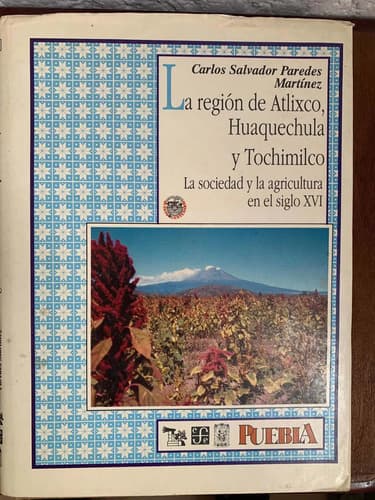 Carlos Salvador Paredes
Martínez
La región de Atlixco,
Huaquechula
y Tochimilco
La sociedad y la agricultura
en el siglo XVI
PUEBLA